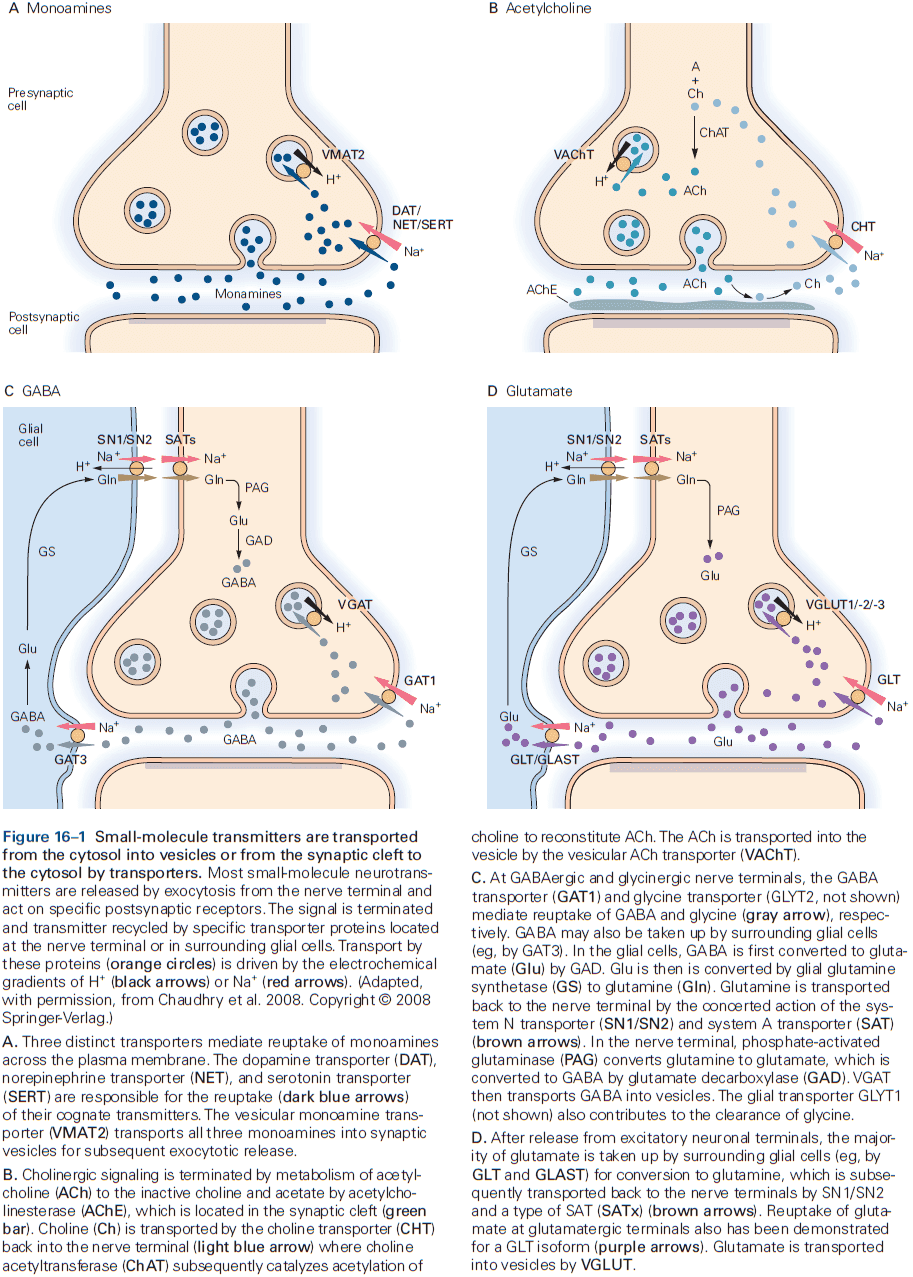 A Monoamines
Presynaptic
cell
VMAT2
H+
DAT/
NET/SERT
Na+
Monamines
Postsynaptic
cell
B Acetylcholine
A
+
Ch
ChAT
VAChT
H+
ACh
CHT
Na+
ACh
Ch
AChE
C GABA
Glial
cell
SN1/SN2 SATs
Na+ Na+
H+
Gln Gln
PAG
Glu
GAD
GABA
GS
VGAT
H+
Glu
GAT1
Na+
GABA
Na+
GABA
GAT3
D Glutamate
SN1/SN2 SATs
Na+ Na+
H+
Gln Gln
PAG
Glu
GS
VGLUT1/-2/-3
H+
GLT
Na+
Glu
Na+
Glu
GLT/GLAST
Figure 16–1 Small-molecule transmitters are transported
from the cytosol into vesicles or from the synaptic cleft to
the cytosol by transporters. Most small-molecule neurotrans-
mitters are released by exocytosis from the nerve terminal and
act on specific postsynaptic receptors. The signal is terminated
and transmitter recycled by specific transporter proteins located
at the nerve terminal or in surrounding glial cells. Transport by
these proteins (orange circles) is driven by the electrochemical
gradients of H+ (black arrows) or Na+ (red arrows). (Adapted,
with permission, from Chaudhry et al. 2008. Copyright © 2008
Springer-Verlag.)
A. Three distinct transporters mediate reuptake of monoamines
across the plasma membrane. The dopamine transporter (DAT),
norepinephrine transporter (NET), and serotonin transporter
(SERT) are responsible for the reuptake (dark blue arrows)
of their cognate transmitters. The vesicular monoamine trans-
porter (VMAT2) transports all three monoamines into synaptic
vesicles for subsequent exocytotic release.
B. Cholinergic signaling is terminated by metabolism of acetyl-
choline (ACh) to the inactive choline and acetate by acetylcho-
linesterase (AChE), which is located in the synaptic cleft (green
bar). Choline (Ch) is transported by the choline transporter (CHT)
back into the nerve terminal (light blue arrow) where choline
acetyltransferase (ChAT) subsequently catalyzes acetylation of
choline to reconstitute ACh. The ACh is transported into the
vesicle by the vesicular ACh transporter (VAChT).
C. At GABAergic and glycinergic nerve terminals, the GABA
transporter (GAT1) and glycine transporter (GLYT2, not shown)
mediate reuptake of GABA and glycine (gray arrow), respec-
tively. GABA may also be taken up by surrounding glial cells
(eg, by GAT3). In the glial cells, GABA is first converted to gluta-
mate (Glu) by GAD. Glu is then is converted by glial glutamine
synthetase (GS) to glutamine (Gln). Glutamine is transported
back to the nerve terminal by the concerted action of the sys-
tem N transporter (SN1/SN2) and system A transporter (SAT)
(brown arrows). In the nerve terminal, phosphate-activated
glutaminase (PAG) converts glutamine to glutamate, which is
converted to GABA by glutamate decarboxylase (GAD). VGAT
then transports GABA into vesicles. The glial transporter GLYT1
(not shown) also contributes to the clearance of glycine.
D. After release from excitatory neuronal terminals, the major-
ity of glutamate is taken up by surrounding glial cells (eg, by
GLT and GLAST) for conversion to glutamine, which is subse-
quently transported back to the nerve terminals by SN1/SN2
and a type of SAT (SATx) (brown arrows). Reuptake of gluta-
mate at glutamatergic terminals also has been demonstrated
for a GLT isoform (purple arrows). Glutamate is transported
into vesicles by VGLUT.